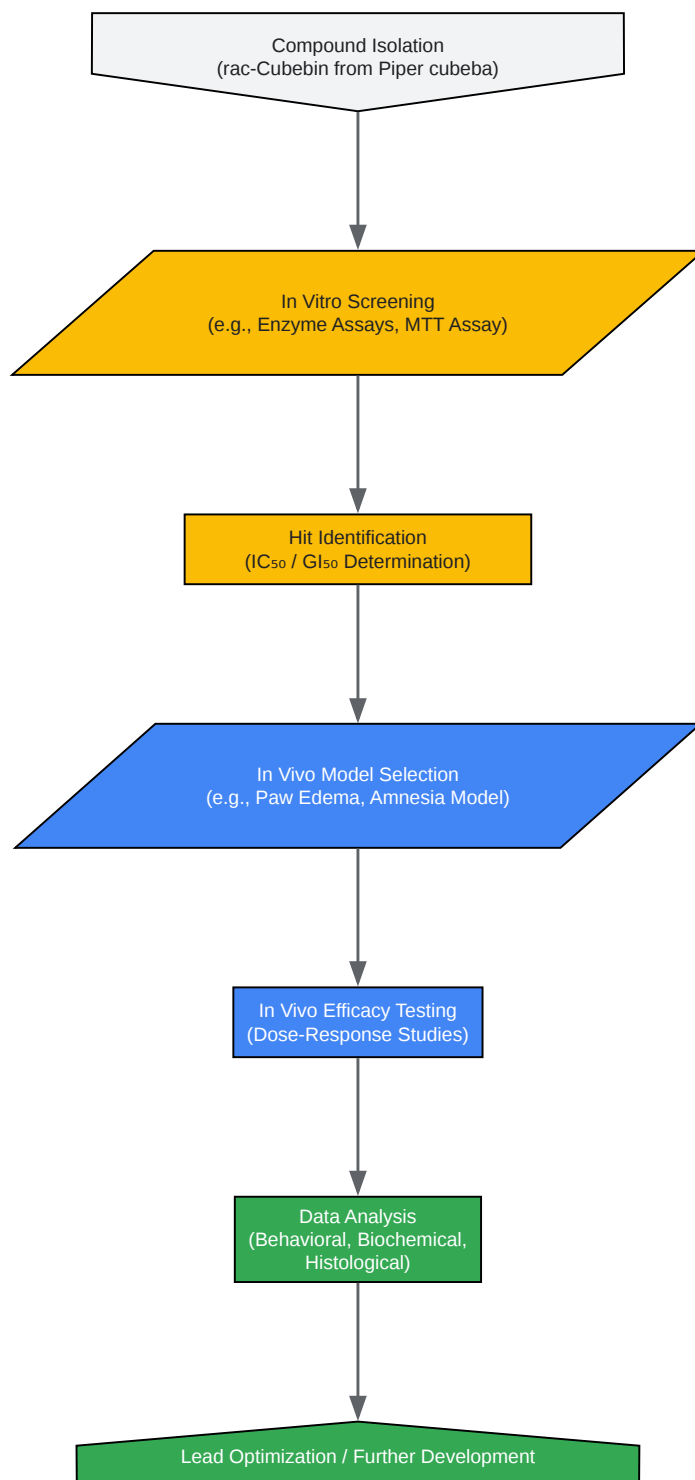 Compound Isolation
(rac-Cubebin from Piper cubeba)
In Vitro Screening
(e.g., Enzyme Assays, MTT Assay)
Hit Identification
(IC₅₀ / GI₅₀ Determination)
In Vivo Model Selection
(e.g., Paw Edema, Amnesia Model)
In Vivo Efficacy Testing
(Dose-Response Studies)
Data Analysis
(Behavioral, Biochemical,
Histological)
Lead Optimization / Further Development